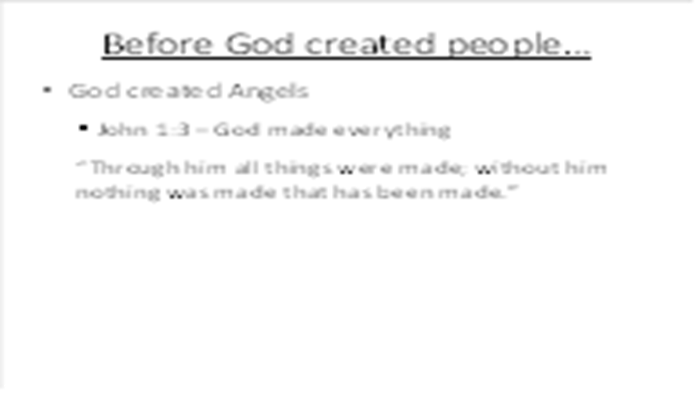 Before God created people...
• God created Angels
▪ John 1:3 – God made everything
“Through him all things were made; without him
nothing was made that has been made.”